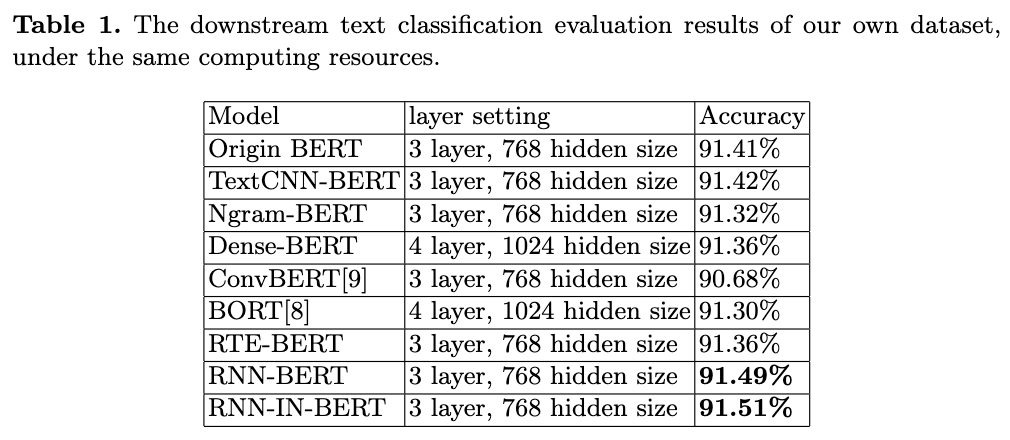 Table 1. The downstream text classification evaluation results of our own dataset,
under the same computing resources.
Model layer setting Accuracy
Origin BERT 3 layer, 768 hidden size 91.41%
TextCNN-BERT 3 layer, 768 hidden size 91.42%
Ngram-BERT 3 layer, 768 hidden size 91.32%
Dense-BERT 4 layer, 1024 hidden size 91.36%
ConvBERT[9] 3 layer, 768 hidden size 90.68%
BORT[8] 4 layer, 1024 hidden size 91.30%
RTE-BERT 3 layer, 768 hidden size 91.36%
RNN-BERT 3 layer, 768 hidden size 91.49%
RNN-IN-BERT 3 layer, 768 hidden size 91.51%